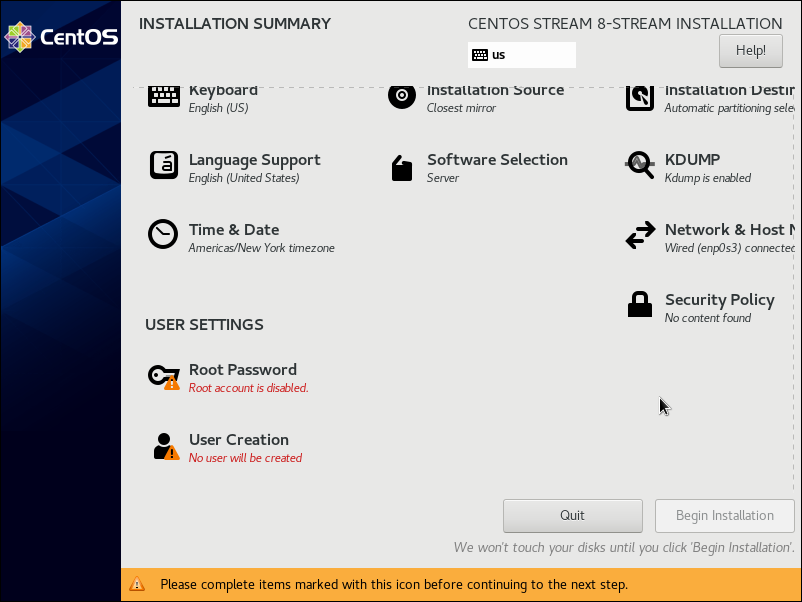 CentOS
INSTALLATION SUMMARY
CENTOS STREAM 8-STREAM INSTALLATION
us
Help!
Keyboard
English (US)
Installation Source
Closest mirror
Installation Destin
Automatic partitioning sele
Language Support
English (United States)
Software Selection
Server
KDUMP
Kdump is enabled
Time & Date
Americas/New York timezone
Network & Host N
Wired (enp0s3) connected
Security Policy
No content found
USER SETTINGS
Root Password
Root account is disabled.
User Creation
No user will be created
Quit
Begin Installation
We won't touch your disks until you click 'Begin Installation'.
Please complete items marked with this icon before continuing to the next step.